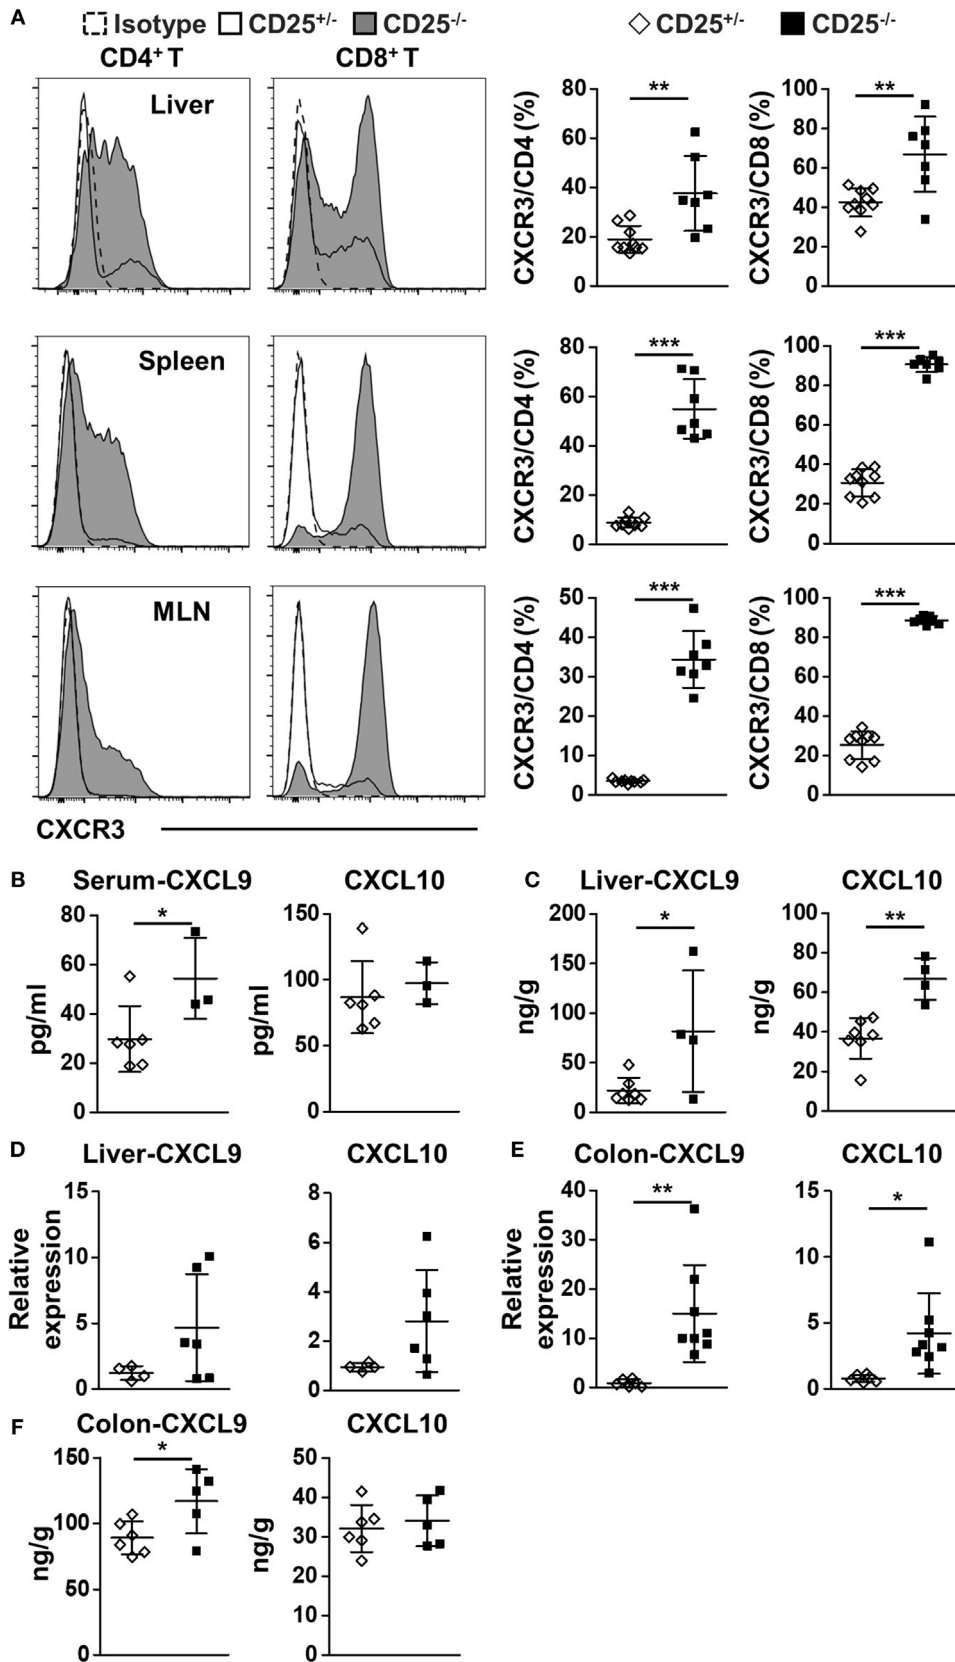 A
Isotype CD25+/- CD25-/-
CD25+/- CD25-/-
CD4+ T CD8+ T
Liver
CXCR3/CD4 (%)
80
60
40
20
0
**
CXCR3/CD8 (%)
100
80
60
40
20
0
**
Spleen
CXCR3/CD4 (%)
80
60
40
20
0
***
CXCR3/CD8 (%)
100
80
60
40
20
0
***
MLN
CXCR3/CD4 (%)
50
40
30
20
10
0
***
CXCR3/CD8 (%)
100
80
60
40
20
0
***
CXCR3
B
Serum-CXCL9
pg/ml
80
60
40
20
0
*
CXCL10
pg/ml
150
100
50
0
C
Liver-CXCL9
ng/g
200
150
100
50
0
*
CXCL10
ng/g
100
80
60
40
20
0
**
D
Liver-CXCL9
Relative
expression
15
10
5
0
CXCL10
8
6
4
2
0
E
Colon-CXCL9
Relative
expression
40
30
20
10
0
**
CXCL10
15
10
5
0
*
F
Colon-CXCL9
ng/g
150
100
50
0
*
CXCL10
ng/g
50
40
30
20
10
0